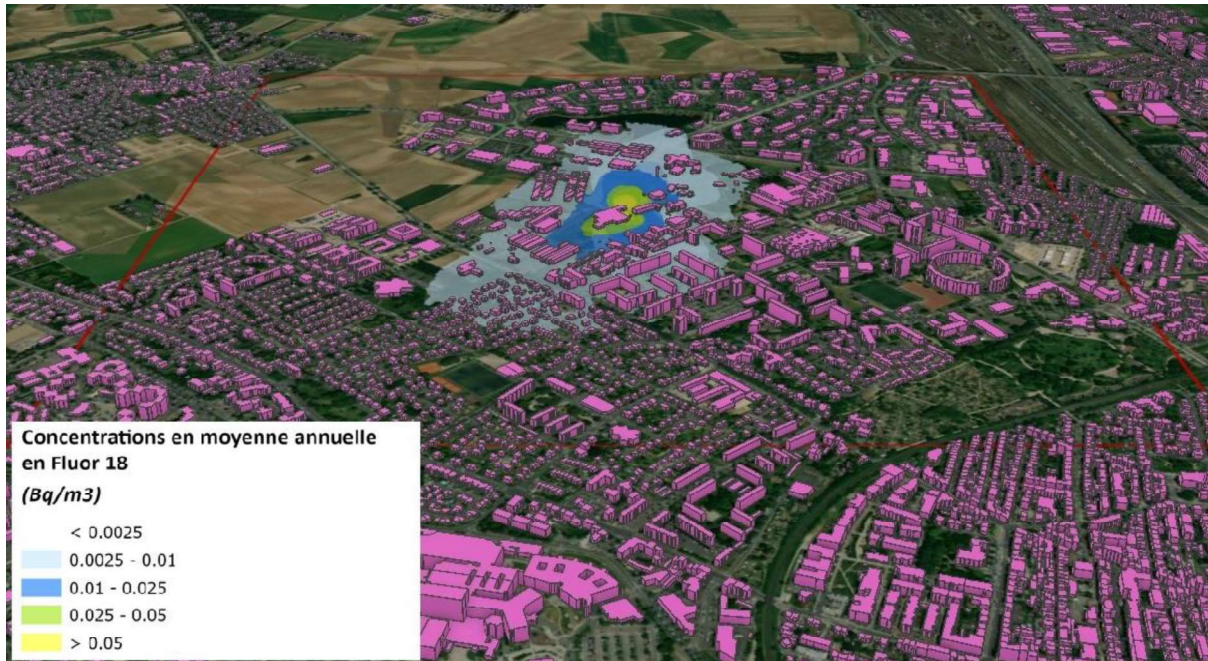 Concentrations en moyenne annuelle
en Fluor 18
(Bq/m3)
< 0.0025
0.0025 - 0.01
0.01 - 0.025
0.025 - 0.05
> 0.05